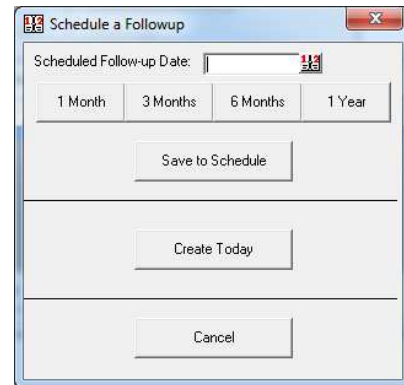 Schedule a Followup
Scheduled Follow-up Date:
1 Month 3 Months 6 Months 1 Year
Save to Schedule
Create Today
Cancel